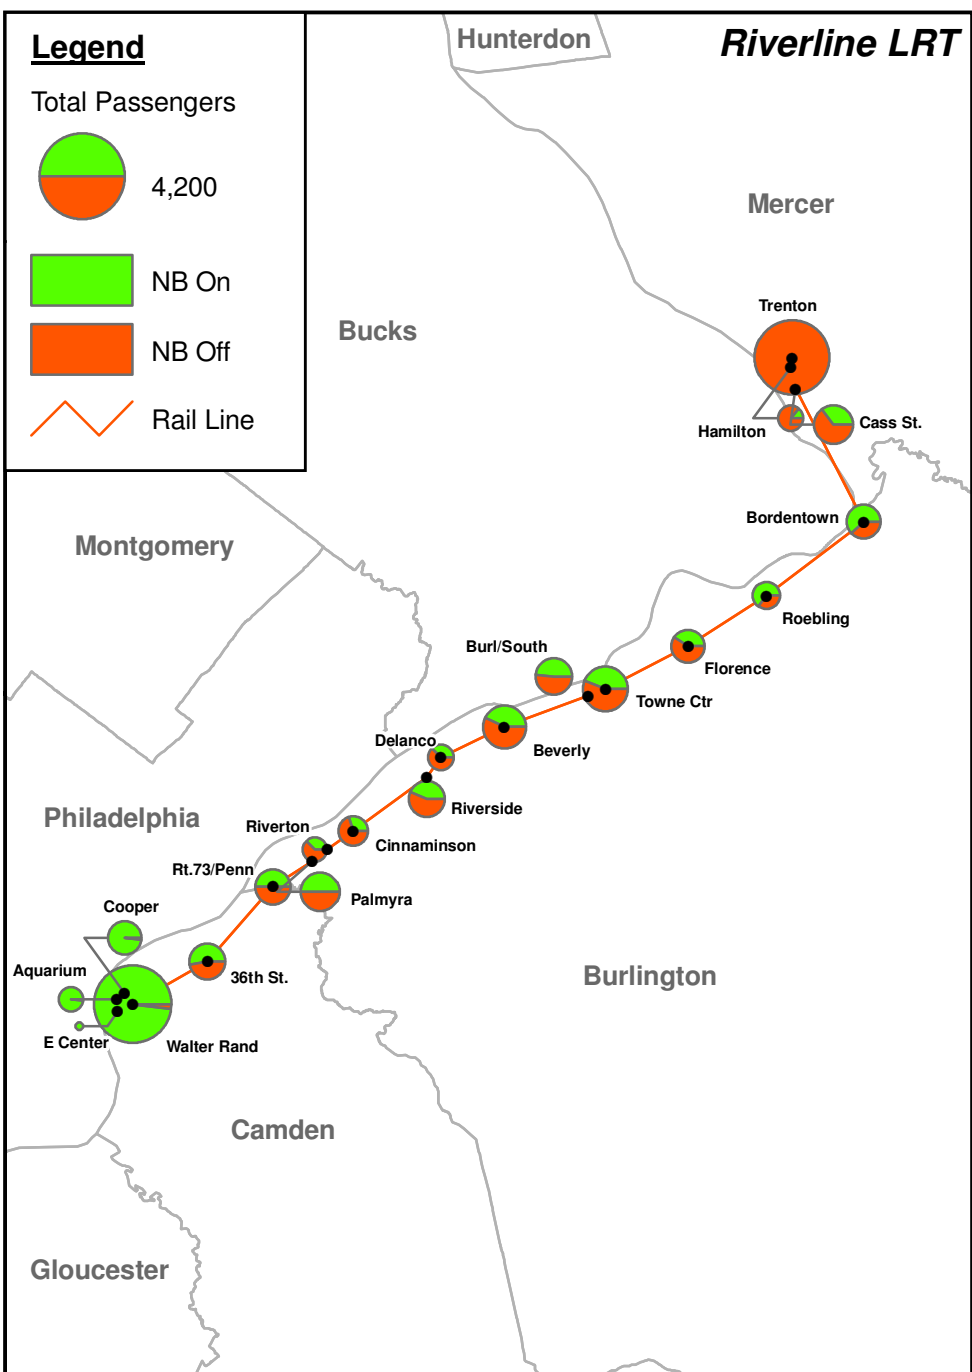 Riverline LRT
Legend
Total Passengers
4,200
NB On
NB Off
Rail Line
Hunterdon
Mercer
Bucks
Trenton
Hamilton
Cass St.
Bordentown
Montgomery
Roebling
Burl/South
Florence
Towne Ctr
Delanco
Beverly
Riverside
Philadelphia
Riverton
Cinnaminson
Rt.73/Penn
Palmyra
Cooper
Aquarium
36th St.
Burlington
E Center
Walter Rand
Camden
Gloucester